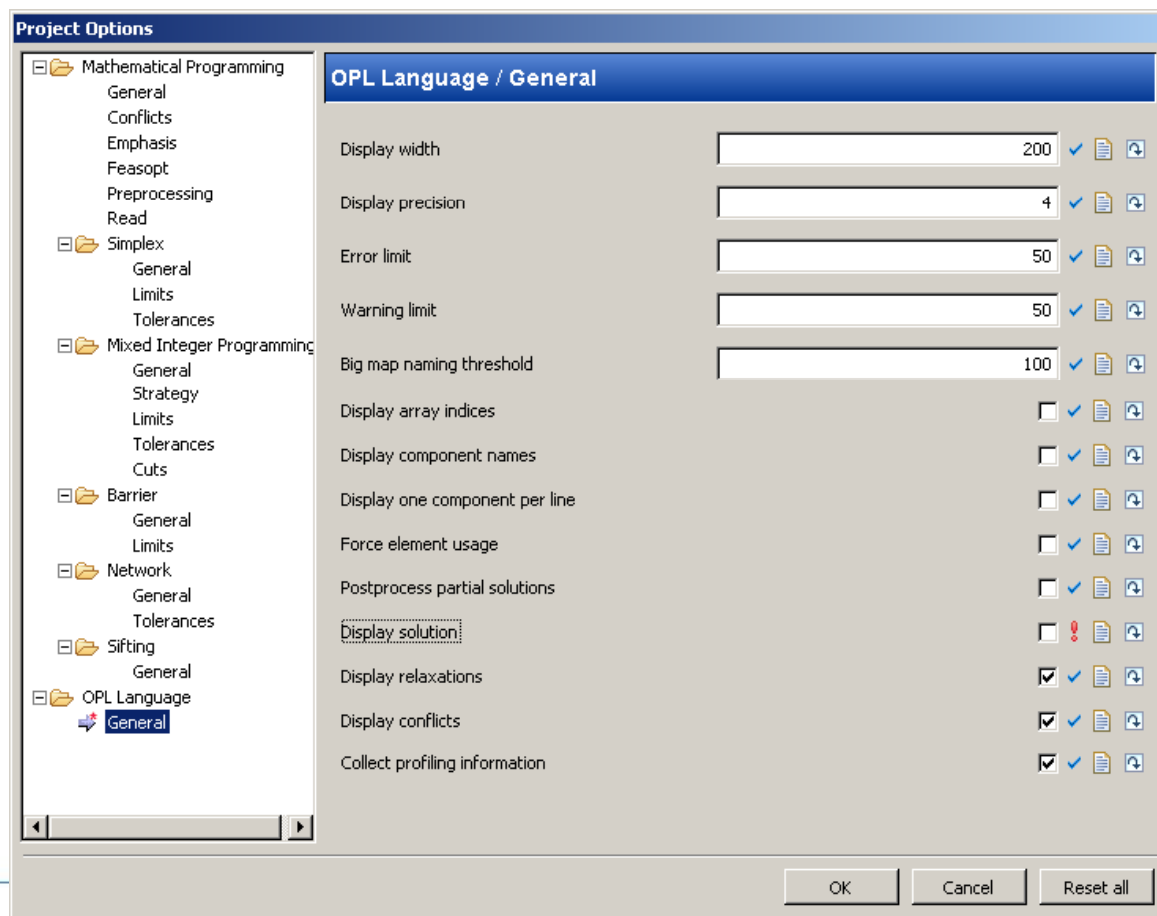 Project Options
Mathematical Programming
General
Conflicts
Emphasis
Feasopt
Preprocessing
Read
Simplex
General
Limits
Tolerances
Mixed Integer Programming
General
Strategy
Limits
Tolerances
Cuts
Barrier
General
Limits
Network
General
Tolerances
Sifting
General
OPL Language
General
OPL Language / General
Display width 200
Display precision 4
Error limit 50
Warning limit 50
Big map naming threshold 100
Display array indices
Display component names
Display one component per line
Force element usage
Postprocess partial solutions
Display solution
Display relaxations
Display conflicts
Collect profiling information
OK Cancel Reset all